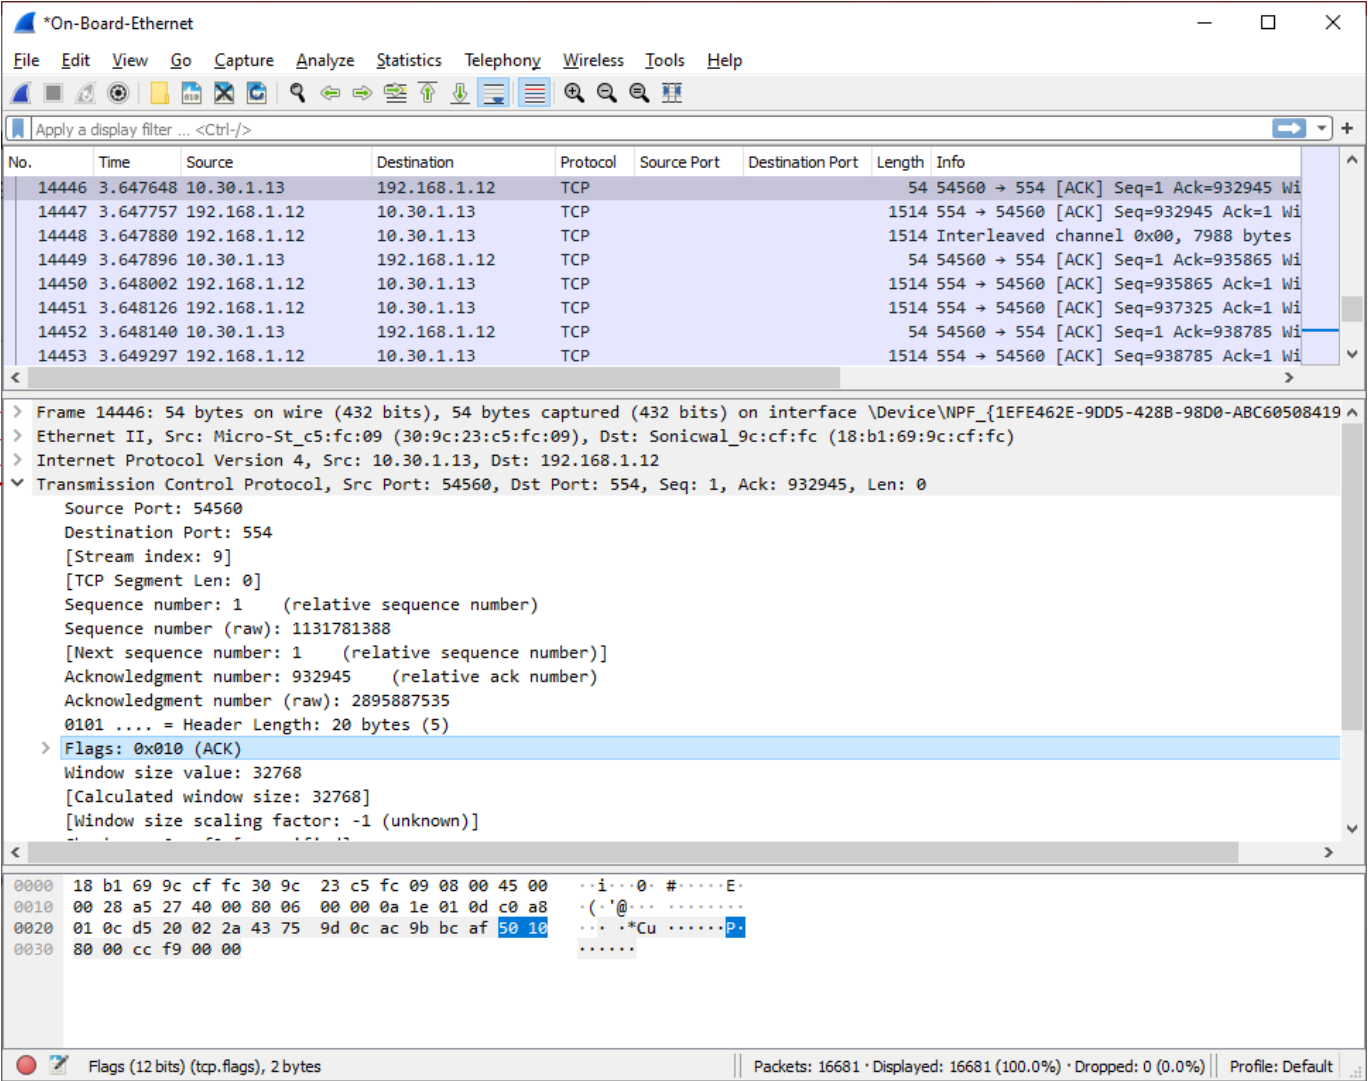 *On-Board-Ethernet
File Edit View Go Capture Analyze Statistics Telephony Wireless Tools Help
Apply a display filter ... <Ctrl-/>
No. Time Source Destination Protocol Source Port Destination Port Length Info
14446 3.647648 10.30.1.13 192.168.1.12 TCP 54 54560 → 554 [ACK] Seq=1 Ack=932945 Wi
14447 3.647757 192.168.1.12 10.30.1.13 TCP 1514 554 → 54560 [ACK] Seq=932945 Ack=1 Wi
14448 3.647880 192.168.1.12 10.30.1.13 TCP 1514 Interleaved channel 0x00, 7988 bytes
14449 3.647896 10.30.1.13 192.168.1.12 TCP 54 54560 → 554 [ACK] Seq=1 Ack=935865 Wi
14450 3.648002 192.168.1.12 10.30.1.13 TCP 1514 554 → 54560 [ACK] Seq=935865 Ack=1 Wi
14451 3.648126 192.168.1.12 10.30.1.13 TCP 1514 554 → 54560 [ACK] Seq=937325 Ack=1 Wi
14452 3.648140 10.30.1.13 192.168.1.12 TCP 54 54560 → 554 [ACK] Seq=1 Ack=938785 Wi
14453 3.649297 192.168.1.12 10.30.1.13 TCP 1514 554 → 54560 [ACK] Seq=938785 Ack=1 Wi
Frame 14446: 54 bytes on wire (432 bits), 54 bytes captured (432 bits) on interface \Device\NPF_{1EFE462E-9DD5-428B-98D0-ABC60508419
Ethernet II, Src: Micro-St_c5:fc:09 (30:9c:23:c5:fc:09), Dst: Sonicwal_9c:cf:fc (18:b1:69:9c:cf:fc)
Internet Protocol Version 4, Src: 10.30.1.13, Dst: 192.168.1.12
Transmission Control Protocol, Src Port: 54560, Dst Port: 554, Seq: 1, Ack: 932945, Len: 0
Source Port: 54560
Destination Port: 554
[Stream index: 9]
[TCP Segment Len: 0]
Sequence number: 1 (relative sequence number)
Sequence number (raw): 1131781388
[Next sequence number: 1 (relative sequence number)]
Acknowledgment number: 932945 (relative ack number)
Acknowledgment number (raw): 2895887535
0101 .... = Header Length: 20 bytes (5)
Flags: 0x010 (ACK)
Window size value: 32768
[Calculated window size: 32768]
[Window size scaling factor: -1 (unknown)]
0000 18 b1 69 9c cf fc 30 9c 23 c5 fc 09 08 00 45 00 ··i···0· #·····E·
0010 00 28 a5 27 40 00 80 06 00 00 0a 1e 01 0d c0 a8 ·(·'@··· ········
0020 01 0c d5 20 02 2a 43 75 9d 0c ac 9b bc af 50 10 ··· ·*Cu ······P·
0030 80 00 cc f9 00 00 ······
Flags (12 bits) (tcp.flags), 2 bytes Packets: 16681 · Displayed: 16681 (100.0%) · Dropped: 0 (0.0%) Profile: Default